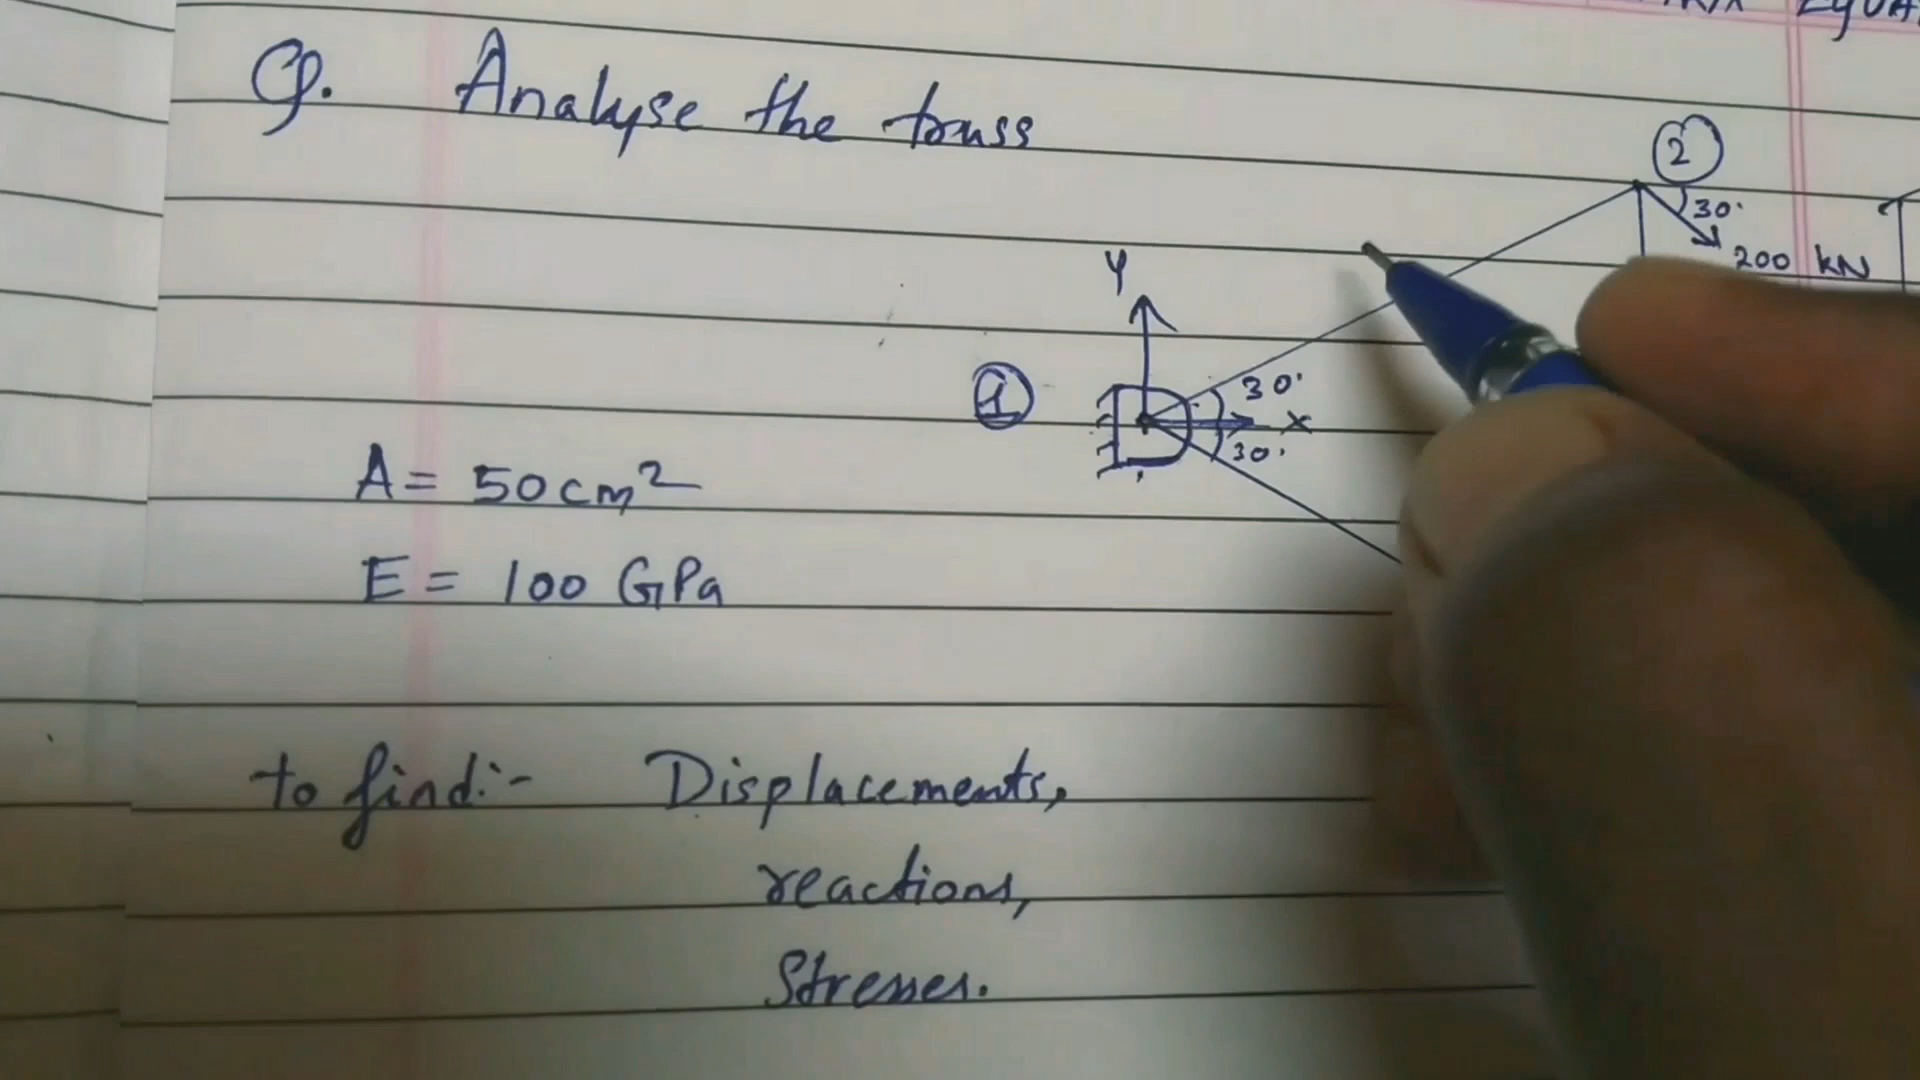 Q. Analyse the truss
2
30°
200 kN
Y
1
30°
X
30°
A = 50 cm²
E = 100 GPa
to find:- Displacements,
reactions,
Stresses.